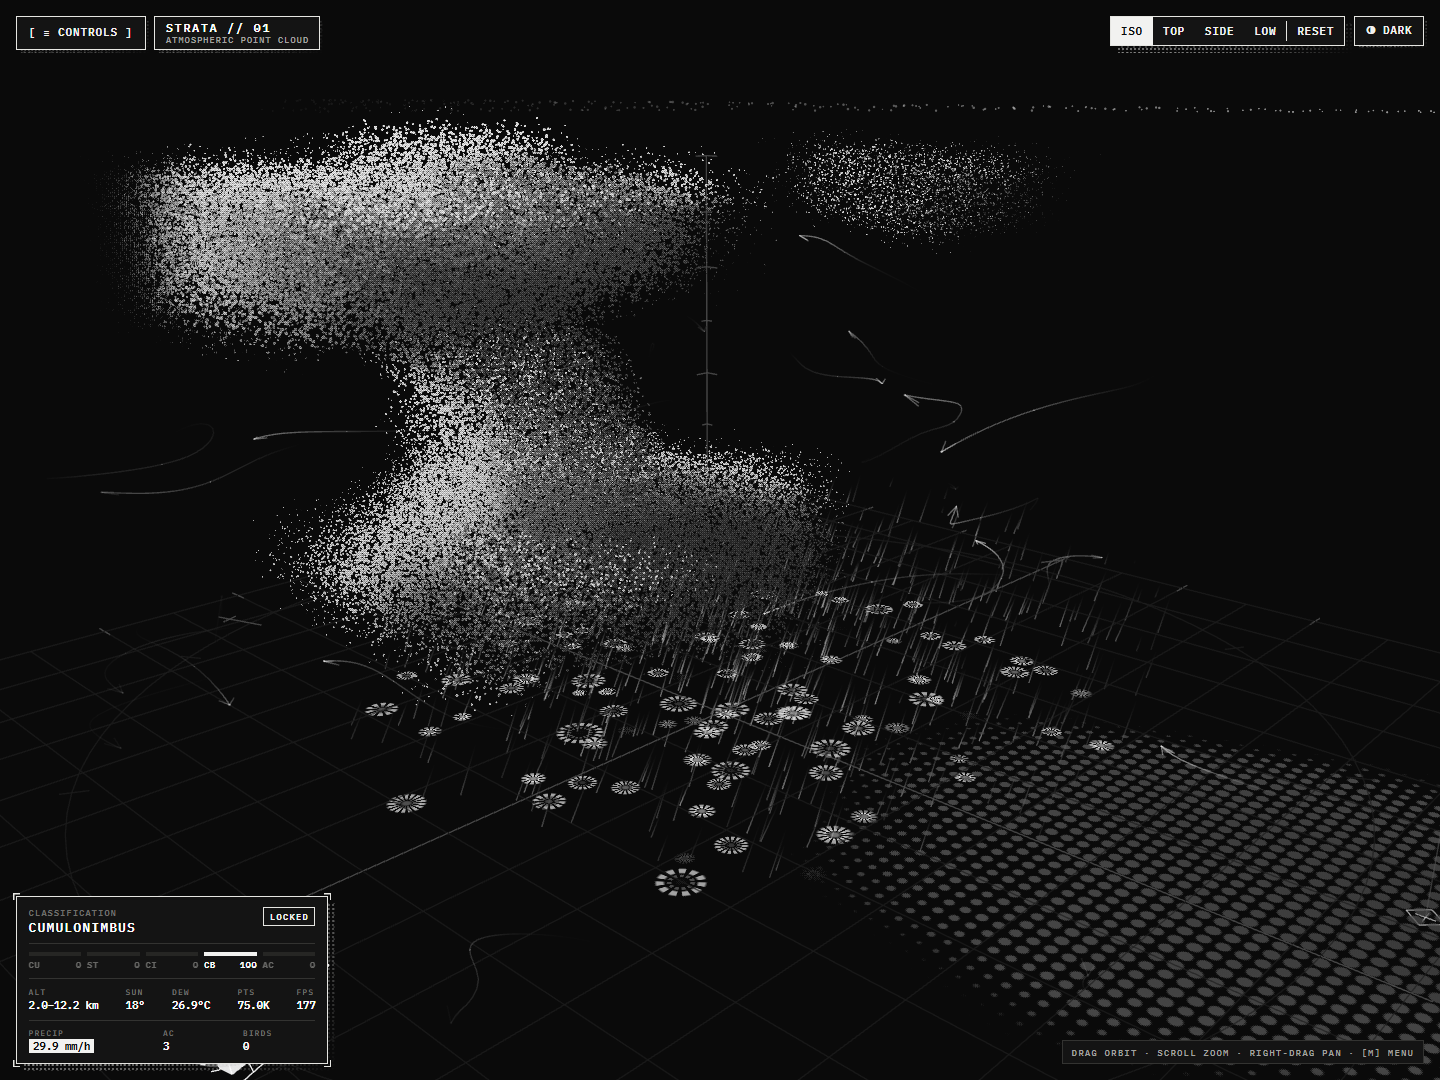 [ ≡ CONTROLS ]
STRATA // 01
ATMOSPHERIC POINT CLOUD
ISO TOP SIDE LOW RESET
◑ DARK
CLASSIFICATION
CUMULONIMBUS
LOCKED
CU 0 ST 0 CI 0 CB 100 AC 0
ALT SUN DEW PTS FPS
2.0–12.2 km 18° 26.9°C 75.0K 177
PRECIP AC BIRDS
29.9 mm/h 3 0
DRAG ORBIT · SCROLL ZOOM · RIGHT-DRAG PAN · [M] MENU